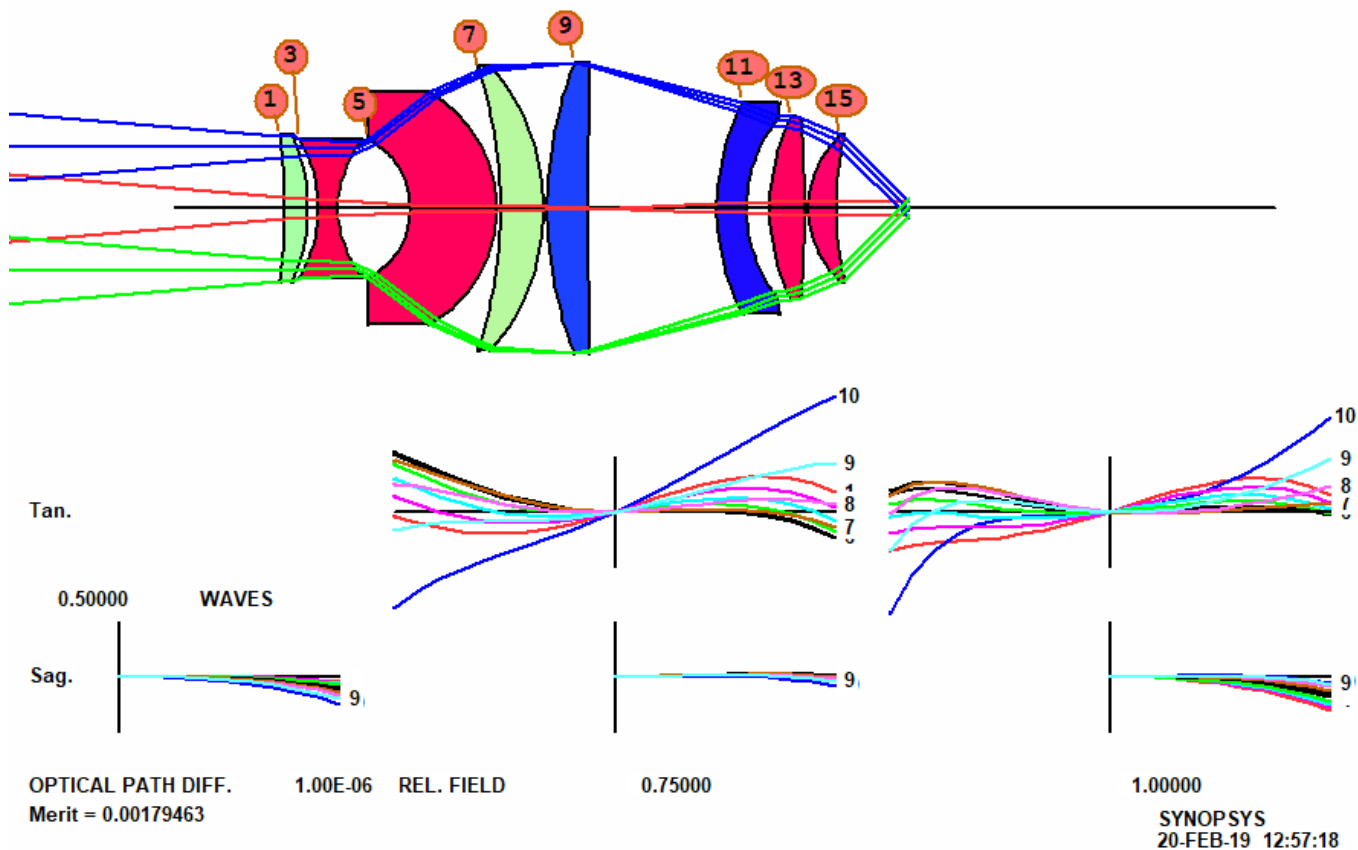 9
7
3
11
13
15
1
5
10
9
8
7
10
9
8
7
Tan.
0.50000 WAVES
Sag.
9
9
9
OPTICAL PATH DIFF. 1.00E-06 REL. FIELD 0.75000 1.00000
Merit = 0.00179463
SYNOPSYS
20-FEB-19 12:57:18